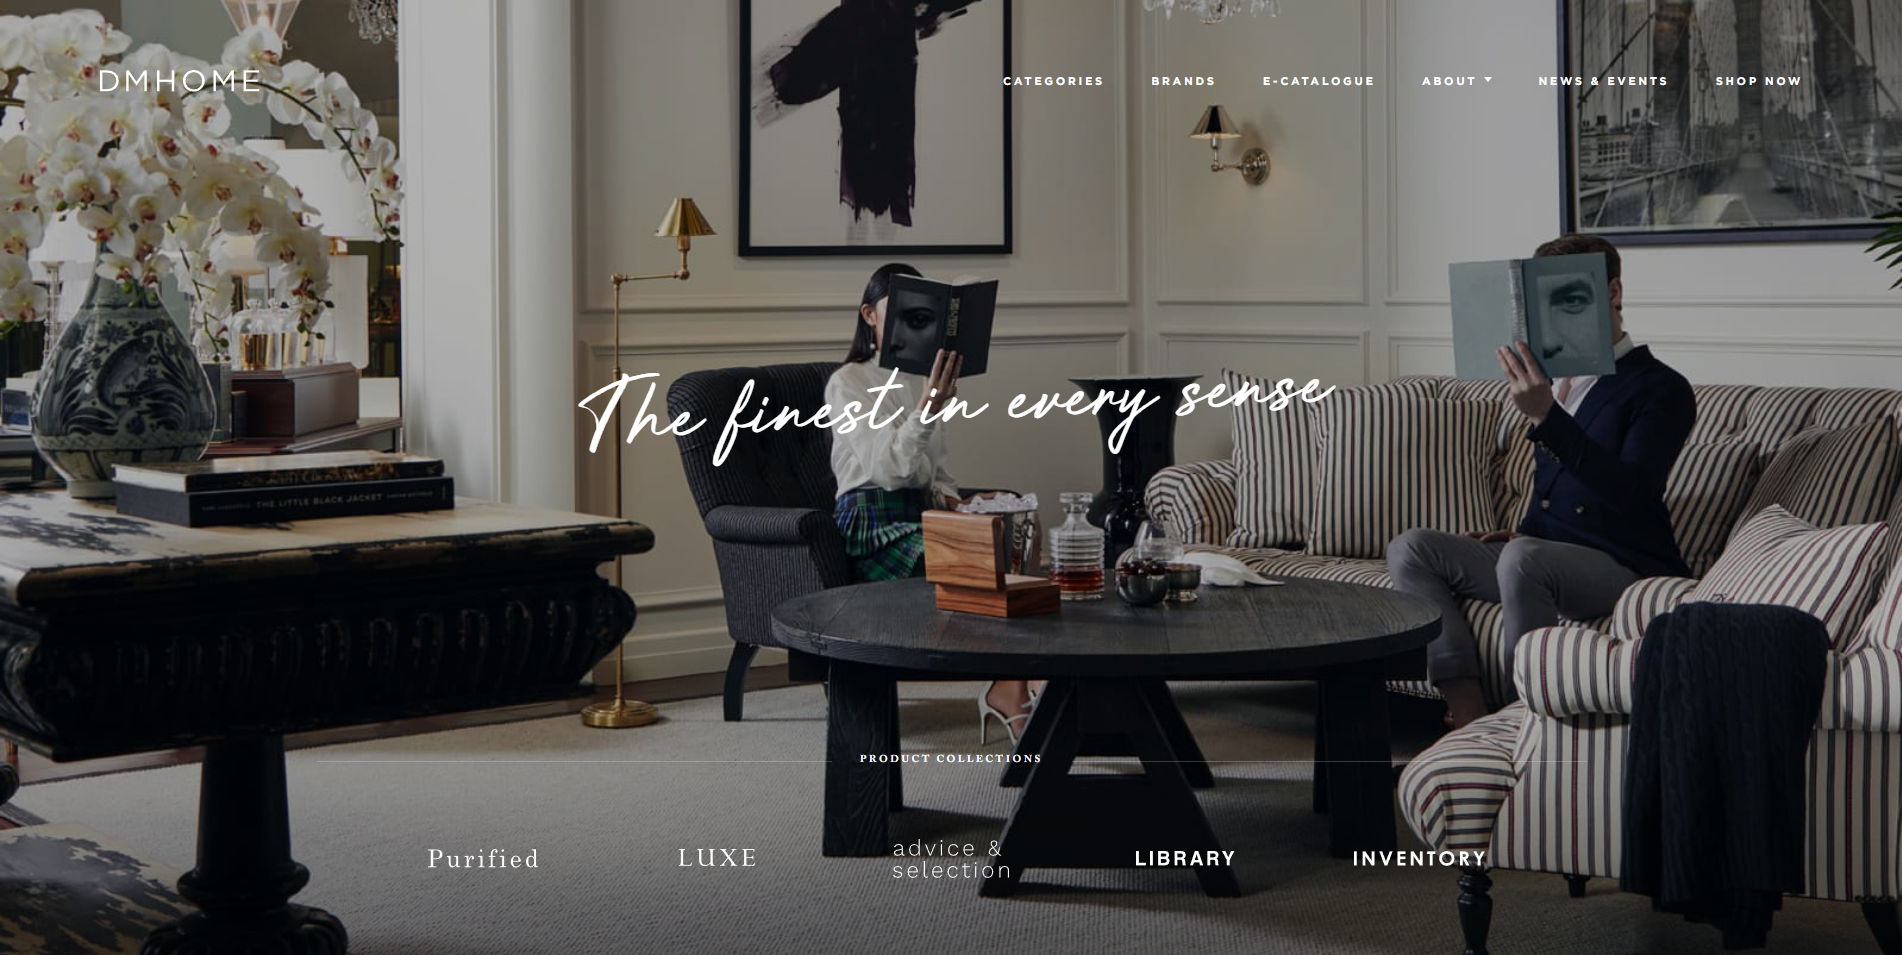 DMHOME
CATEGORIES
BRANDS
E-CATALOGUE
ABOUT
NEWS & EVENTS
SHOP NOW
The finest in every sense
THE LITTLE BLACK JACKET
PRODUCT COLLECTIONS
Purified
LUXE
advice &
selection
LIBRARY
INVENTORY